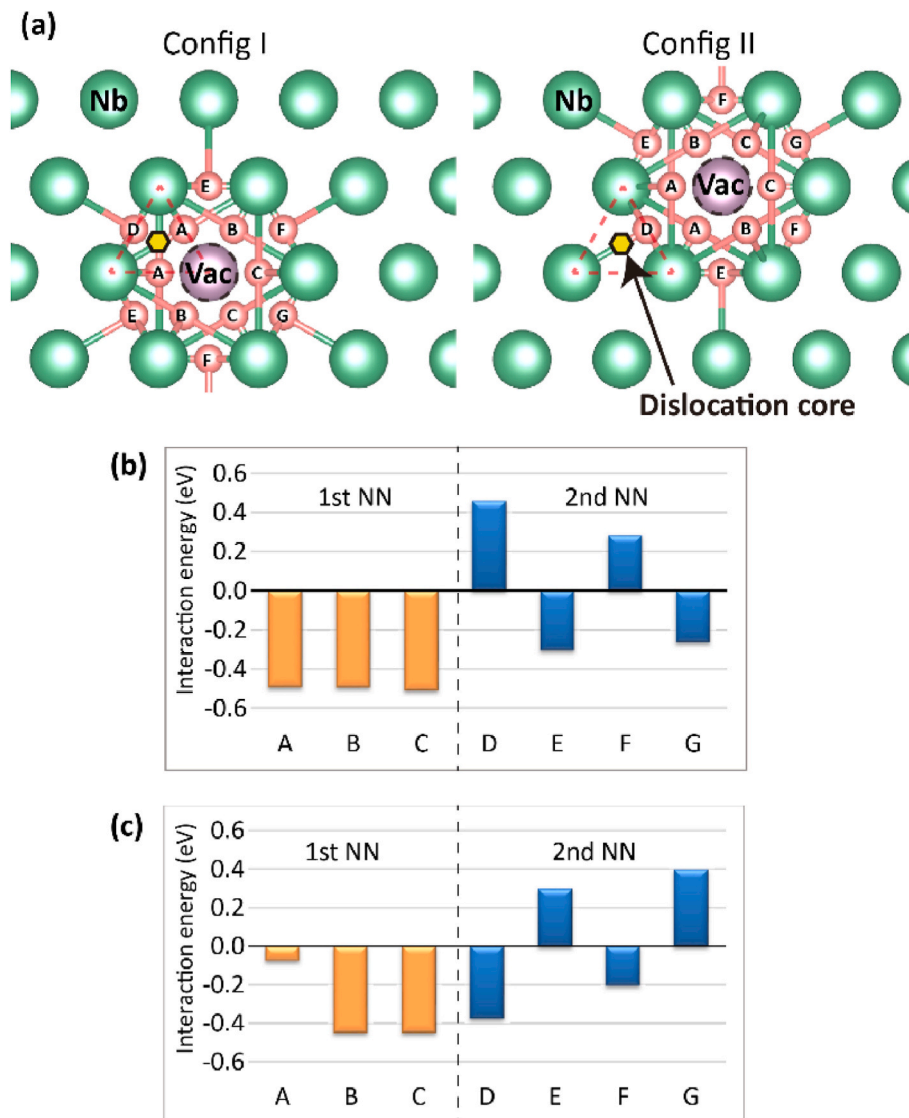 (a)
Config I
Config II
Nb
Nb
F
E
B
C
G
E
A
Vac
C
D
A
B
F
D
A
B
F
A
Vac
C
E
E
B
C
G
F
Dislocation core
(b)
Interaction energy (eV)
0.6
0.4
0.2
0.0
-0.2
-0.4
-0.6
1st NN
2nd NN
A B C D E F G
(c)
Interaction energy (eV)
0.6
0.4
0.2
0.0
-0.2
-0.4
-0.6
1st NN
2nd NN
A B C D E F G